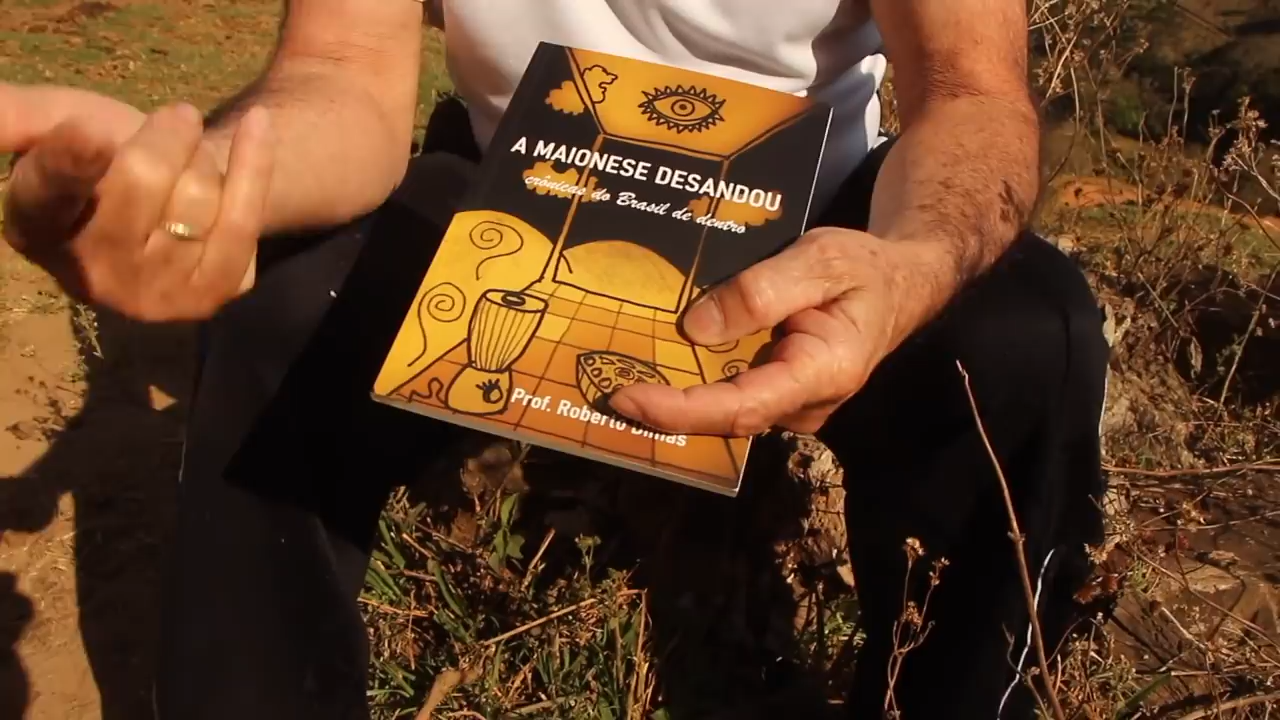 A MAIONESE DESANDOU
crônicas do Brasil de dentro
Prof. Roberto